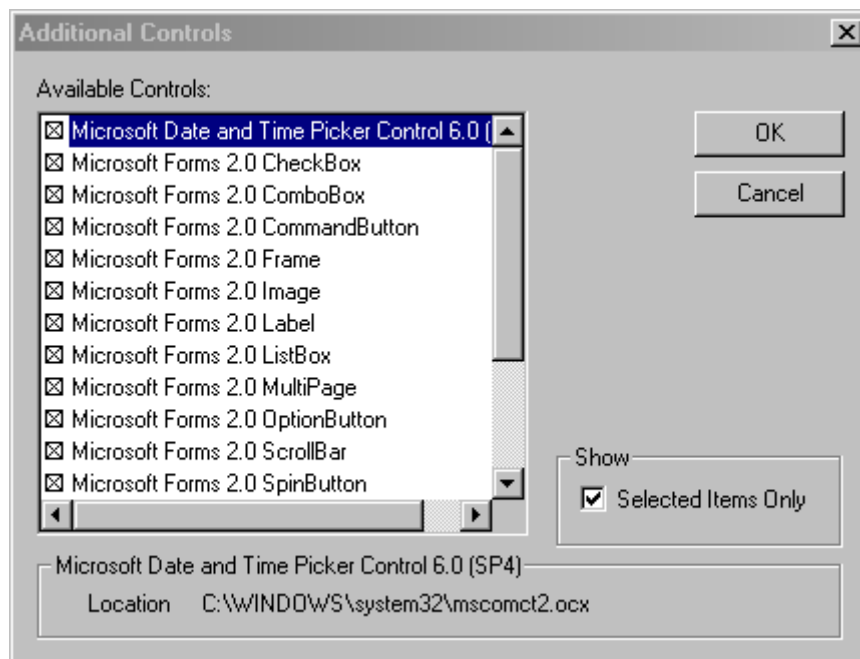 Additional Controls
Available Controls:
Microsoft Date and Time Picker Control 6.0 (
Microsoft Forms 2.0 CheckBox
Microsoft Forms 2.0 ComboBox
Microsoft Forms 2.0 CommandButton
Microsoft Forms 2.0 Frame
Microsoft Forms 2.0 Image
Microsoft Forms 2.0 Label
Microsoft Forms 2.0 ListBox
Microsoft Forms 2.0 MultiPage
Microsoft Forms 2.0 OptionButton
Microsoft Forms 2.0 ScrollBar
Microsoft Forms 2.0 SpinButton
OK
Cancel
Show
Selected Items Only
Microsoft Date and Time Picker Control 6.0 (SP4)
Location C:\WINDOWS\system32\mscomct2.ocx